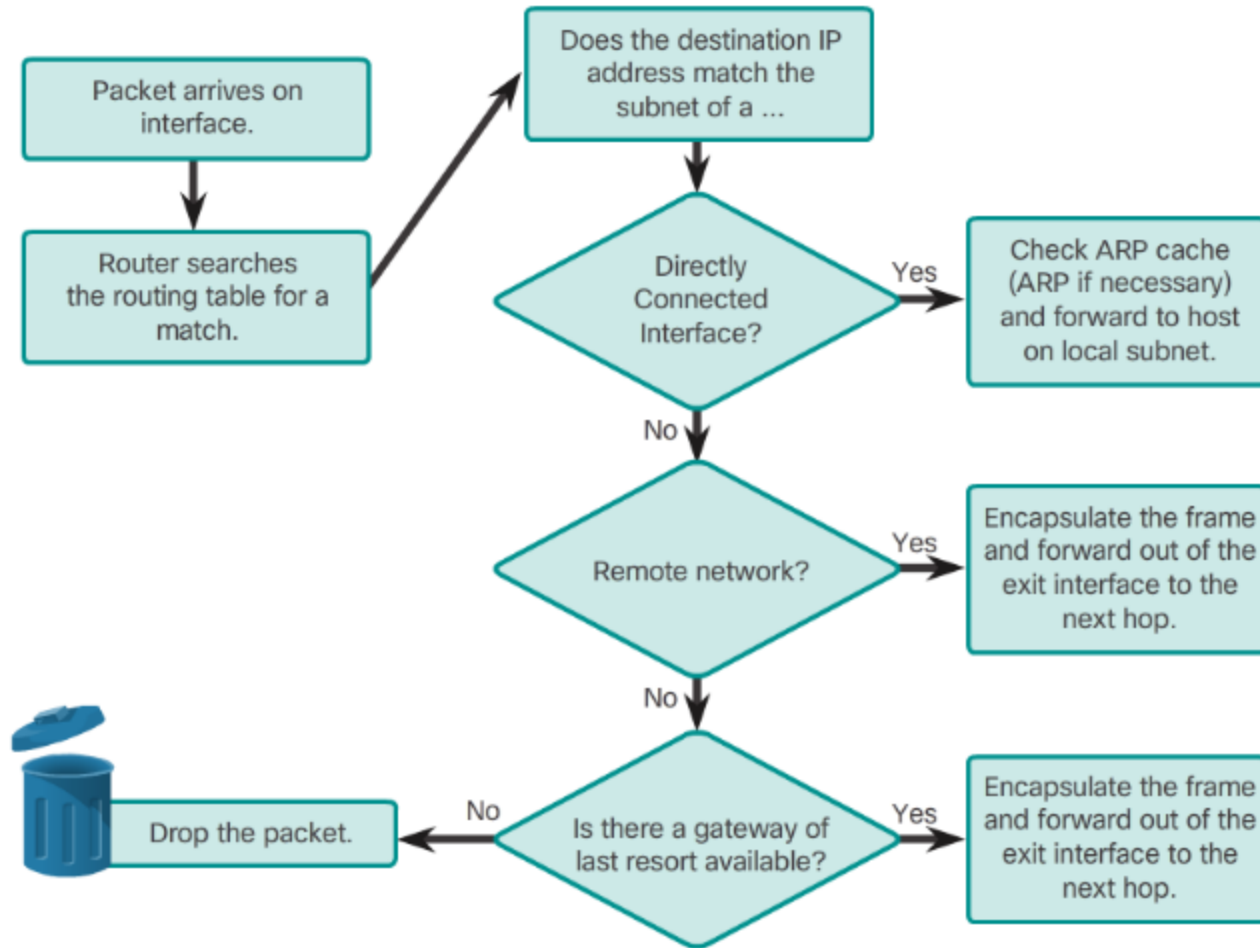 Packet arrives on
interface.
Router searches
the routing table for a
match.
Does the destination IP
address match the
subnet of a ...
Directly
Connected
Interface?
Yes
Check ARP cache
(ARP if necessary)
and forward to host
on local subnet.
No
Remote network?
Yes
Encapsulate the frame
and forward out of the
exit interface to the
next hop.
No
Is there a gateway of
last resort available?
Yes
Encapsulate the frame
and forward out of the
exit interface to the
next hop.
No
Drop the packet.